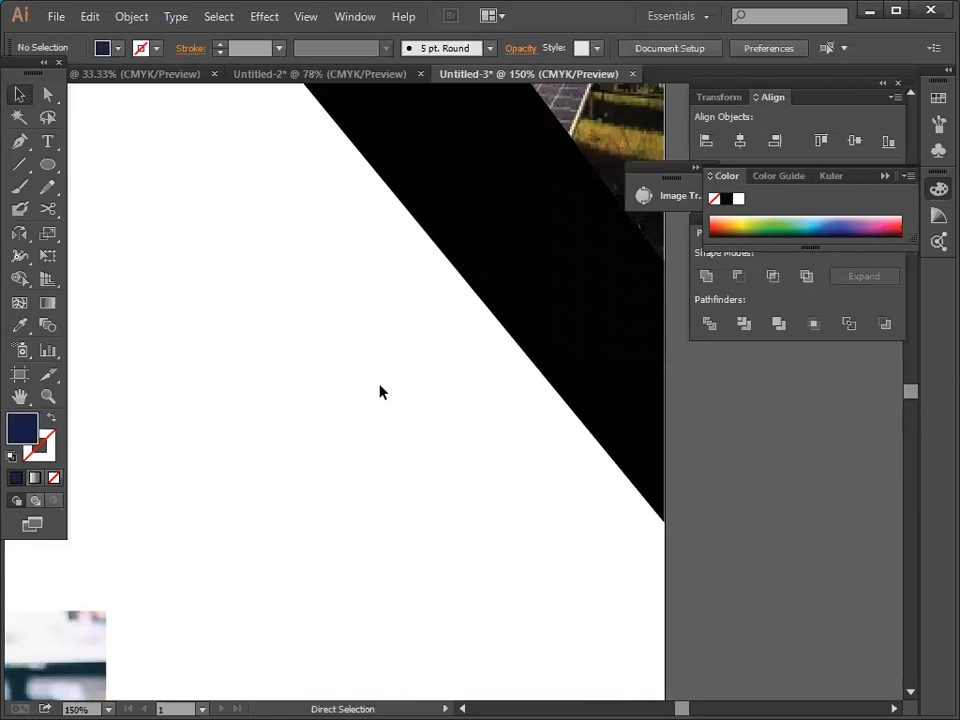 Ai File Edit Object Type Select Effect View Window Help Br Essentials
No Selection Stroke: 5 pt. Round Opacity Style: Document Setup Preferences
@ 33.33% (CMYK/Preview) × Untitled-2* @ 78% (CMYK/Preview) × Untitled-3* @ 150% (CMYK/Preview) ×
Transform Align
Align Objects:
Color Color Guide Kuler
Image Tr...
Shape Modes:
Expand
Pathfinders:
150% 1 Direct Selection